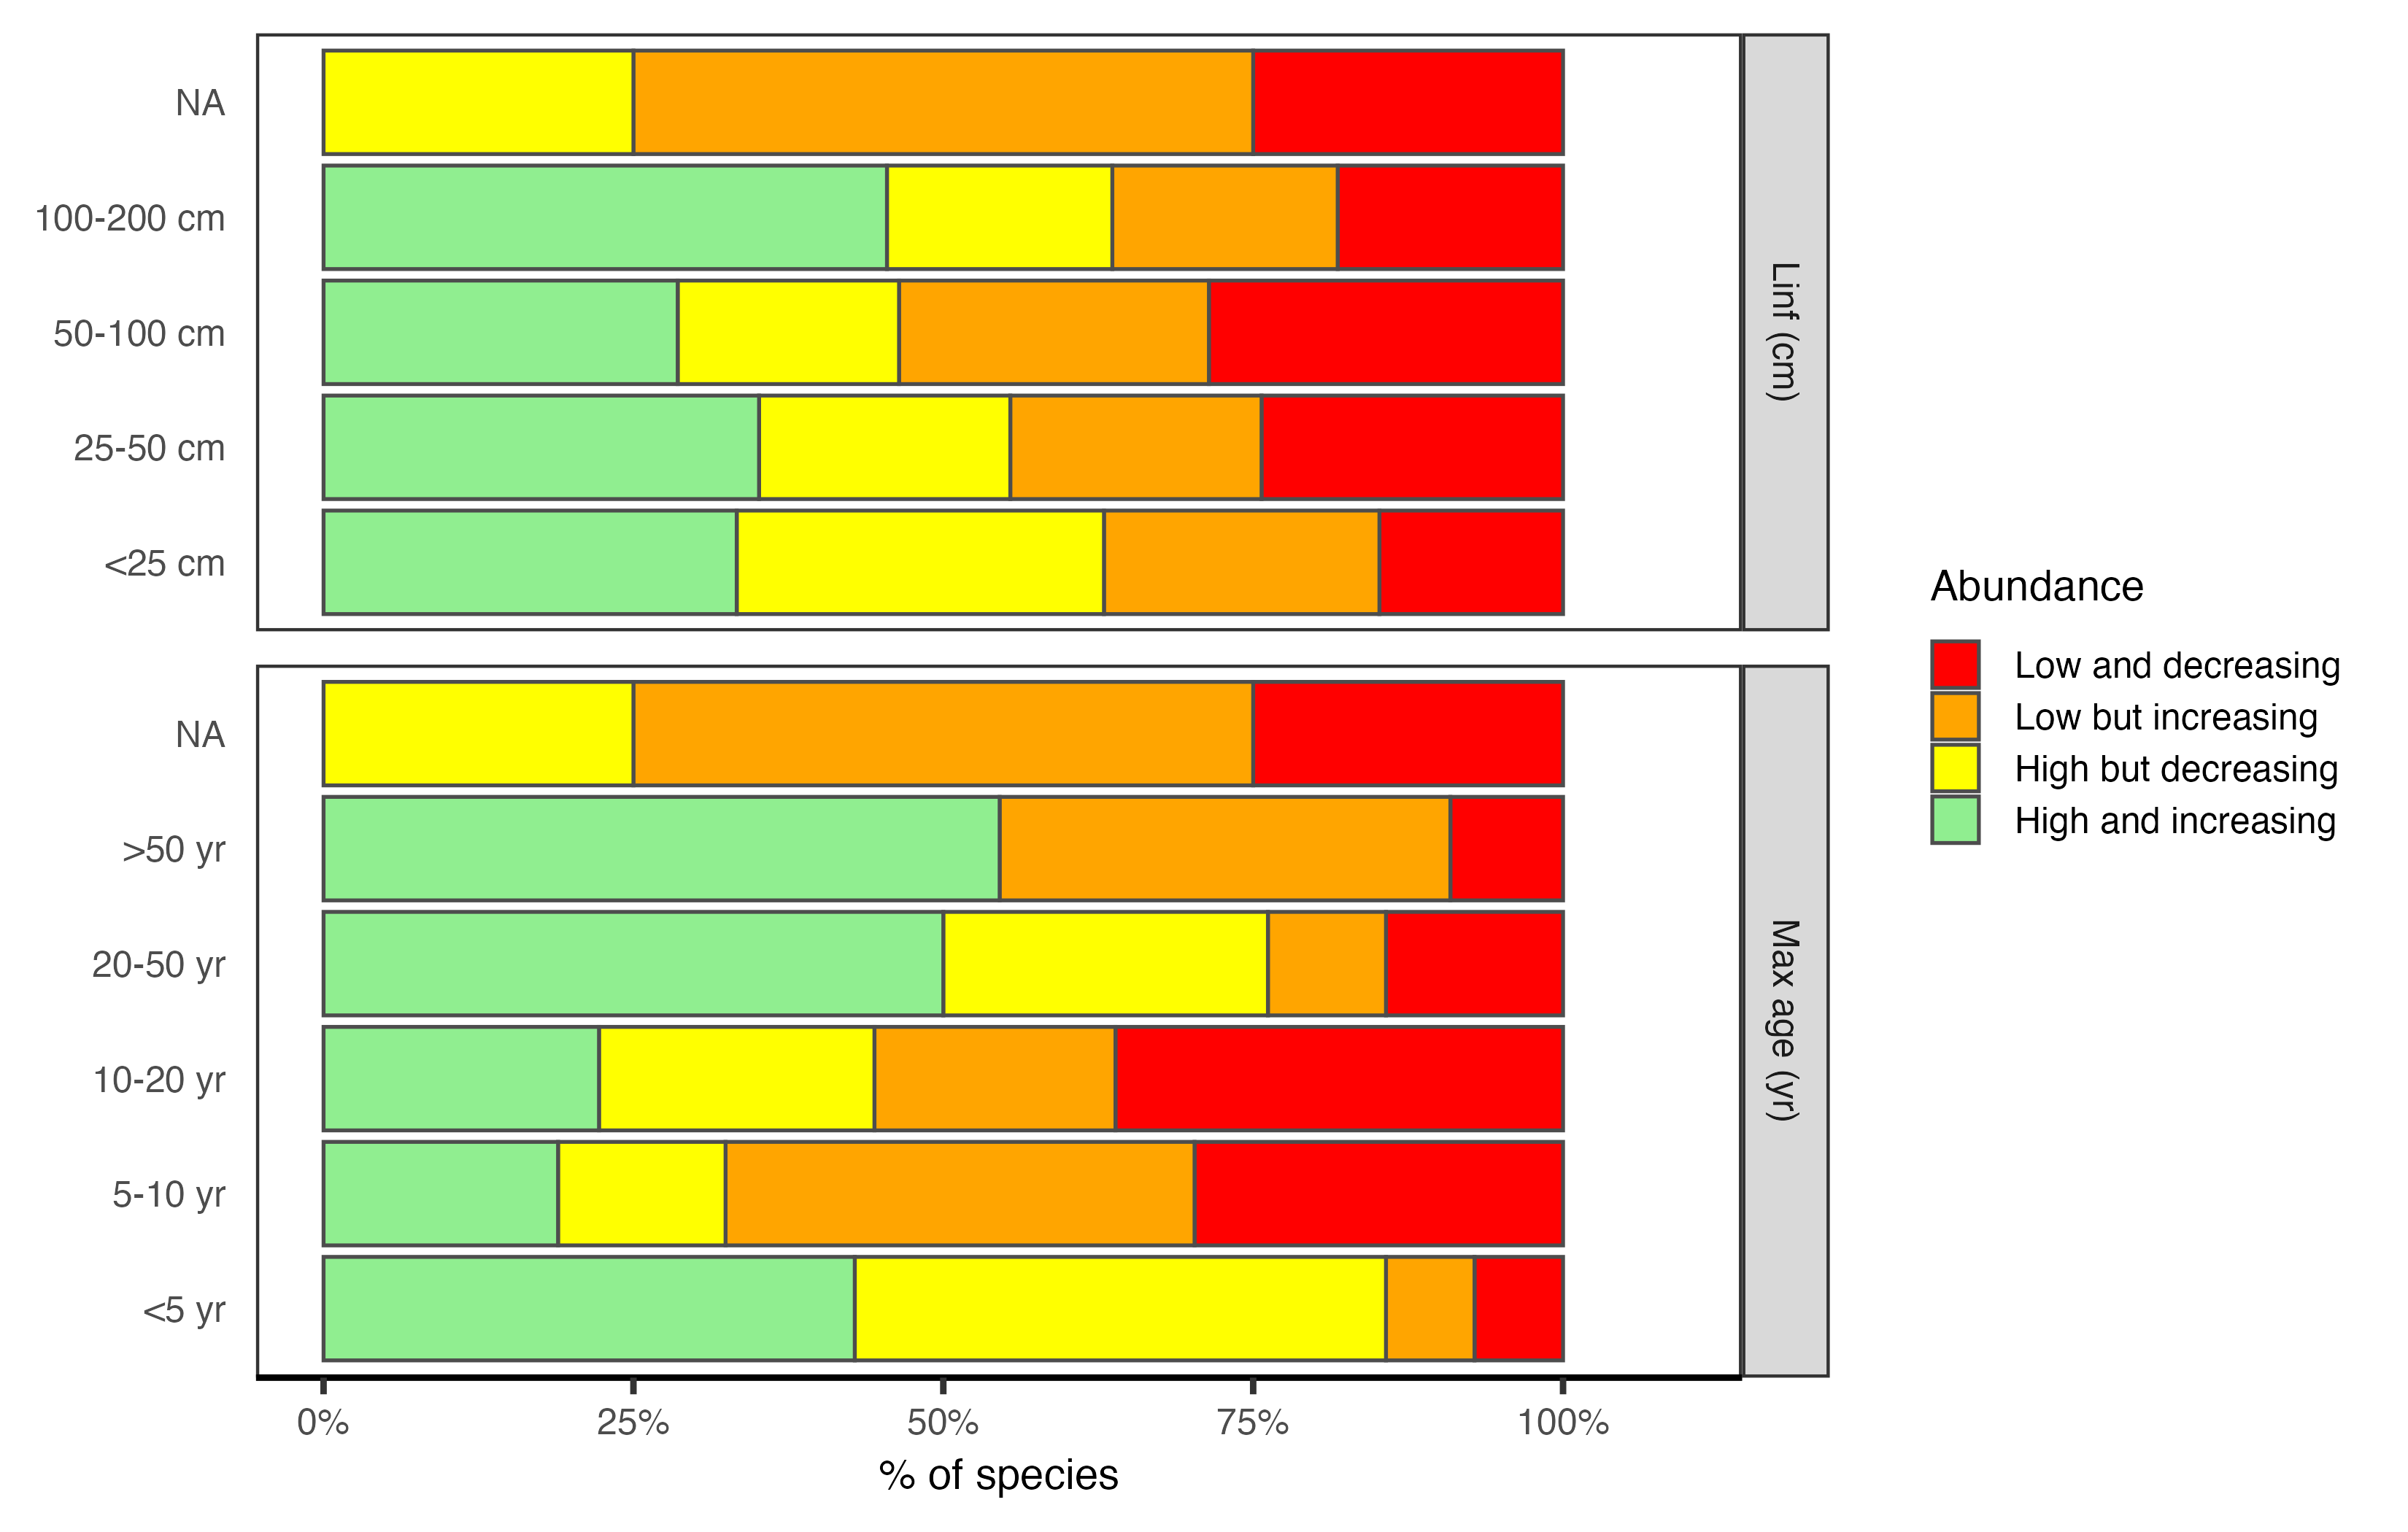 NA
100-200 cm
50-100 cm
25-50 cm
<25 cm
Linf (cm)
NA
>50 yr
20-50 yr
10-20 yr
5-10 yr
<5 yr
Max age (yr)
0% 25% 50% 75% 100%
% of species
Abundance
Low and decreasing
Low but increasing
High but decreasing
High and increasing